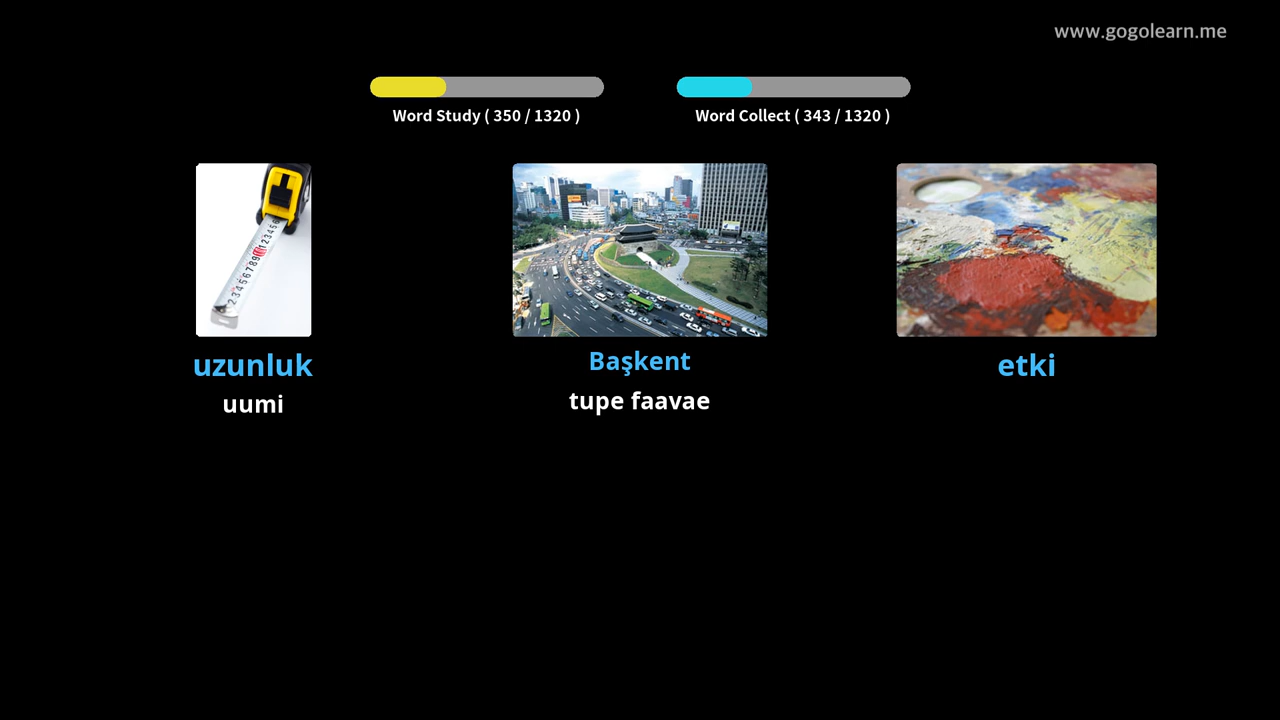 www.gogolearn.me
Word Study ( 350 / 1320 )
Word Collect ( 343 / 1320 )
uzunluk
uumi
Başkent
tupe faavae
etki